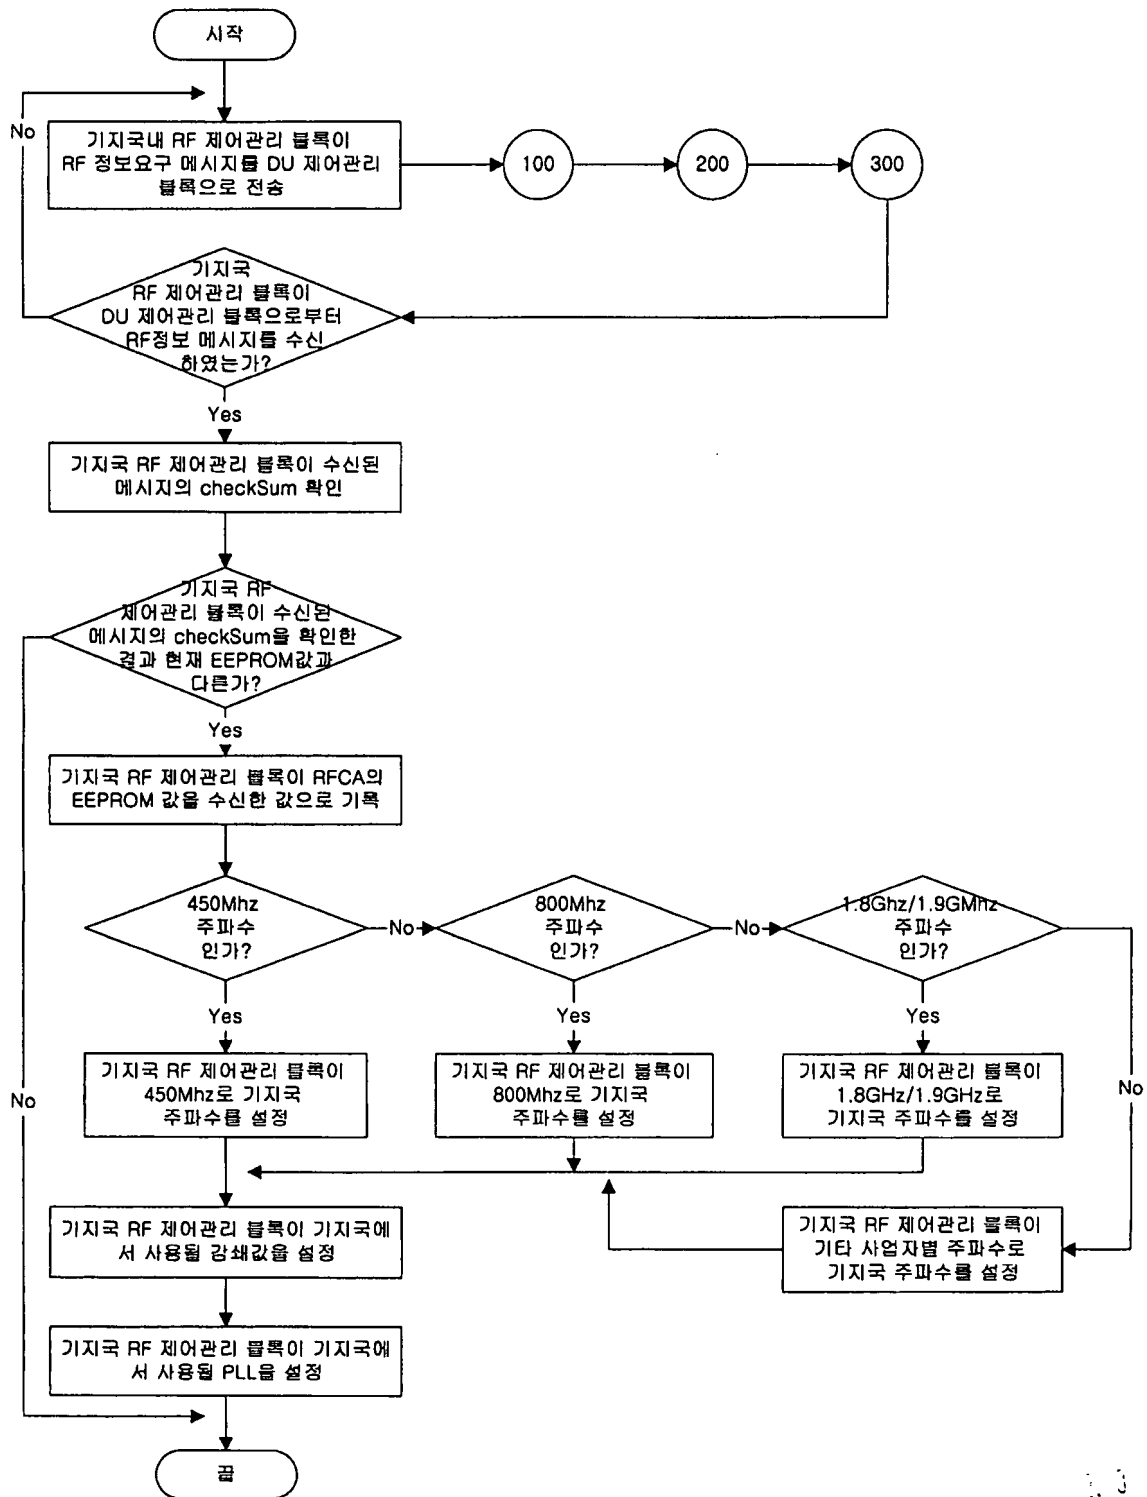 시작
No
기지국내 RF 제어관리 블록이
RF 정보요구 메시지를 DU 제어관리
블록으로 전송
100
200
300
기지국
RF 제어관리 블록이
DU 제어관리 블록으로부터
RF정보 메시지를 수신
하였는가?
Yes
기지국 RF 제어관리 블록이 수신된
메시지의 checkSum 확인
기지국 RF
제어관리 블록이 수신된
메시지의 checkSum을 확인한
결과 현재 EEPROM값과
다른가?
Yes
기지국 RF 제어관리 블록이 RFCA의
EEPROM 값을 수신한 값으로 기록
450Mhz
주파수
인가?
No
800Mhz
주파수
인가?
No
1.8Ghz/1.9GMhz
주파수
인가?
Yes
Yes
Yes
기지국 RF 제어관리 블록이
450Mhz로 기지국
주파수를 설정
기지국 RF 제어관리 블록이
800Mhz로 기지국
주파수를 설정
기지국 RF 제어관리 블록이
1.8GHz/1.9GHz로
기지국 주파수를 설정
No
No
기지국 RF 제어관리 블록이 기지국에
서 사용될 감쇄값을 설정
기지국 RF 제어관리 블록이
기타 사업자별 주파수로
기지국 주파수를 설정
기지국 RF 제어관리 블록이 기지국에
서 사용될 PLL을 설정
끝